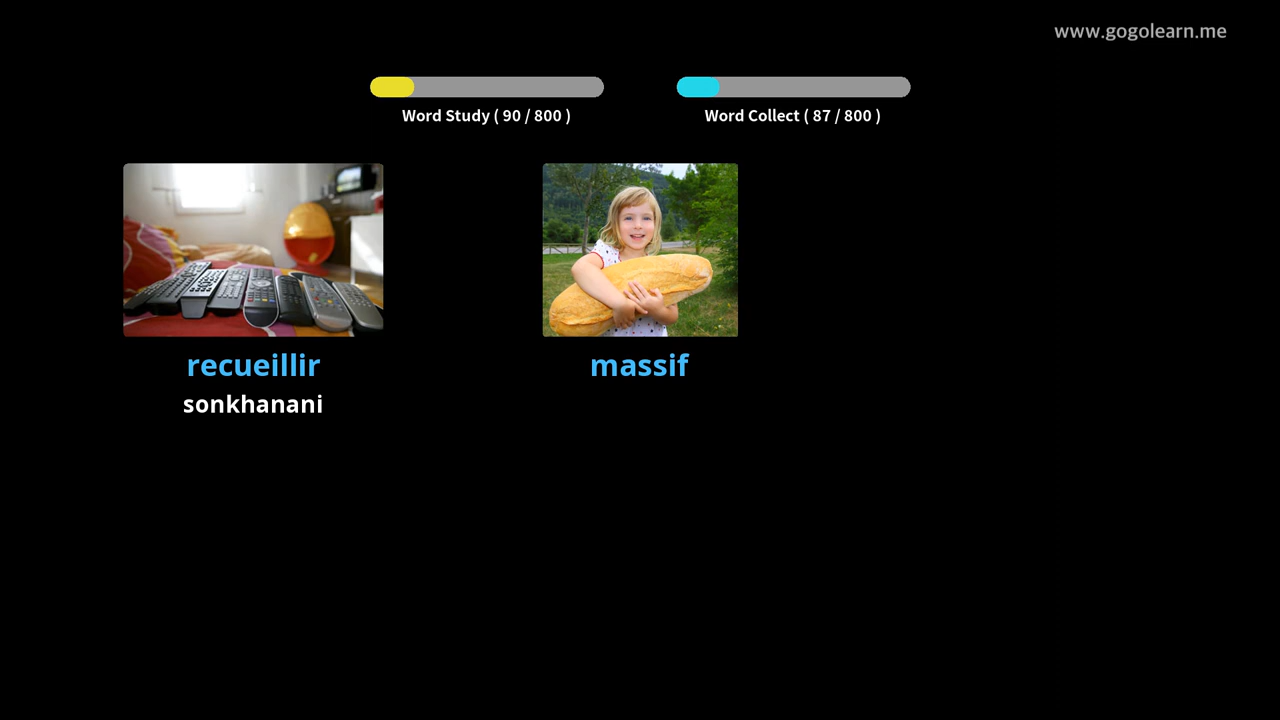 www.gogolearn.me
Word Study ( 90 / 800 )
Word Collect ( 87 / 800 )
recueillir
sonkhanani
massif